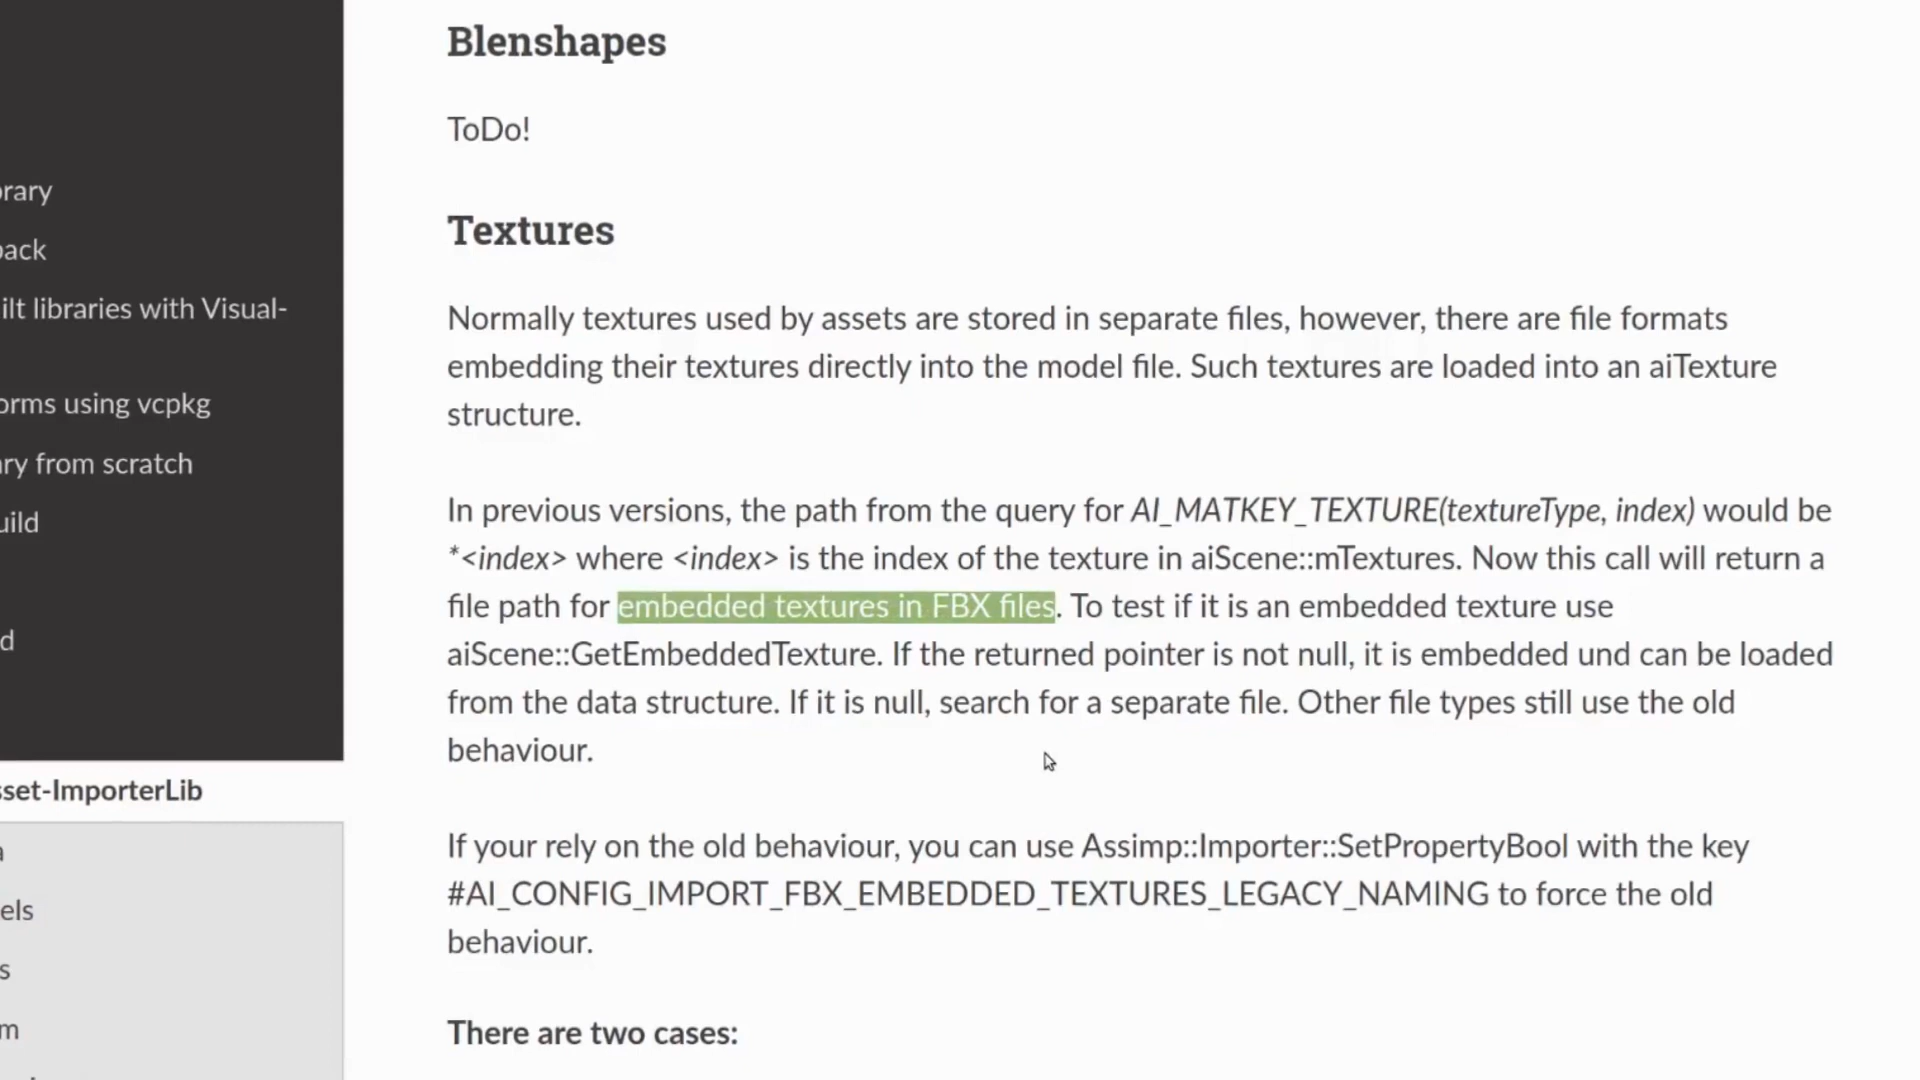 Blenshapes
ToDo!
brary
pack
Textures
ilt libraries with Visual-
Normally textures used by assets are stored in separate files, however, there are file formats
embedding their textures directly into the model file. Such textures are loaded into an aiTexture
structure.
orms using vcpkg
ary from scratch
uild
In previous versions, the path from the query for AI_MATKEY_TEXTURE(textureType, index) would be
*<index> where <index> is the index of the texture in aiScene::mTextures. Now this call will return a
file path for embedded textures in FBX files. To test if it is an embedded texture use
aiScene::GetEmbeddedTexture. If the returned pointer is not null, it is embedded und can be loaded
from the data structure. If it is null, search for a separate file. Other file types still use the old
behaviour.
d
sset-ImporterLib
If your rely on the old behaviour, you can use Assimp::Importer::SetPropertyBool with the key
#AI_CONFIG_IMPORT_FBX_EMBEDDED_TEXTURES_LEGACY_NAMING to force the old
behaviour.
a
els
s
m
There are two cases: